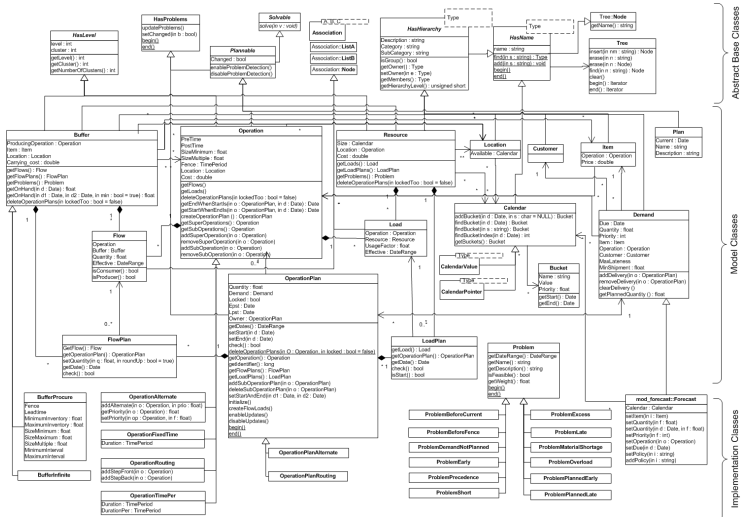 HasProblems
updateProblems()
setChanged(in b : bool)
begin()
end()
Solvable
solve(in v : void)
HasLevel
level : int
cluster : int
getLevel() : int
getCluster() : int
getNumberOfClusters() : int
Plannable
Changed : bool
enableProblemDetection()
disableProblemDetection()
Association
Association::ListA
Association::ListB
Association::Node
Type
HasHierarchy
Description : string
Category : string
SubCategory : string
isGroup() : bool
getOwner() : Type
setOwner(in e : Type)
getMembers() : Type
getHierarchyLevel() : unsigned short
Type
HasName
name : string
find(in s : string) : Type
add(in s : string) : void
begin()
end()
Tree::Node
getName() : string
Tree
insert(in nm : string) : Node
erase(in n : string)
erase(in n : Node)
find(in n : string) : Node
clear()
begin() : Iterator
end() : Iterator
Abstract Base Classes
Buffer
ProducingOperation : Operation
Item : Item
Location : Location
Carrying_cost : double
getFlows() : Flow
getFlowPlans() : FlowPlan
getProblems() : Problem
getOnHand(in d : Date) : float
getOnHand(in d1 : Date, in d2 : Date, in min : bool = true) : float
deleteOperationPlans(in lockedToo : bool = false)
Operation
PreTime
PostTime
SizeMinimum : float
SizeMultiple : float
Fence : TimePeriod
Location : Location
Cost : double
getFlows()
getLoads()
deleteOperationPlans(in lockedToo : bool = false)
getEndWhenStarts(in o : OperationPlan, in d : Date) : Date
getStartWhenEnds(in o : OperationPlan, in d : Date) : Date
createOperationPlan () : OperationPlan
getSuperOperations() : Operation
getSubOperations() : Operation
addSuperOperation(in o : Operation)
removeSuperOperation(in o : Operation)
addSubOperation(in o : Operation)
removeSubOperation(in o : Operation)
Resource
Size : Calendar
Location : Operation
Cost : double
getLoads() : Load
getLoadPlans() : LoadPlan
getProblems() : Problem
deleteOperationPlans(in lockedToo : bool = false)
Location
Available : Calendar
Customer
Item
Operation : Operation
Price : double
Plan
Current : Date
Name : string
Description : string
Calendar
addBucket(in d : Date, in s : char = NULL) : Bucket
findBucket(in d : Date) : Bucket
findBucket(in s : string) : Bucket
findBucketIndex(in d : Date) : int
getBuckets() : Bucket
Demand
Due : Date
Quantity : float
Priority : int
Item : Item
Operation : Operation
Customer : Customer
MaxLateness
MinShipment : float
addDelivery(in o : OperationPlan)
removeDelivery(in o : OperationPlan)
clearDelivery ()
getPlannedQuantity () : float
Flow
Operation
Buffer : Buffer
Quantity : float
Effective : DateRange
isConsumer() : bool
isProducer() : bool
Load
Operation : Operation
Resource : Resource
UsageFactor : float
Effective : DateRange
Type
CalendarValue
Type
CalendarPointer
Bucket
Name : string
Value
Priority : float
getStart() : Date
getEnd() : Date
Model Classes
OperationPlan
Quantity : float
Demand : Demand
Locked : bool
Epst : Date
Lpst : Date
Owner : OperationPlan
getDates() : DateRange
setStart(in d : Date)
setEnd(in d : Date)
check() : bool
deleteOperationPlans(in O : Operation, in locked : bool = false)
getOperation() : Operation
getIdentifier() : long
getFlowPlans() : FlowPlan
getLoadPlans() : LoadPlan
addSubOperationPlan(in o : OperationPlan)
deleteSubOperationPlan(in o : OperationPlan)
setStartAndEnd(in d1 : Date, in d2 : Date)
initialize()
createFlowLoads()
enableUpdates()
disableUpdates()
begin()
end()
FlowPlan
GetFlow() : Flow
getOperationPlan() : OperationPlan
setQuantity(in q : float, in roundUp : bool = true)
getDate() : Date
check() : bool
LoadPlan
getLoad() : Load
getOperationPlan() : OperationPlan
getDate() : Date
check() : bool
isStart() : bool
Problem
getDateRange() : DateRange
getName() : string
getDescription() : string
isFeasible() : bool
getWeight() : float
begin()
end()
BufferProcure
Fence
Leadtime
MinimumInventory : float
MaximumInventory : float
SizeMinimum : float
SizeMaximum : float
SizeMultiple : float
MinimumInterval
MaximumInterval
BufferInfinite
OperationAlternate
addAlternate(in o : Operation, in prio : float)
getPriority(in o : Operation) : float
setPriority(in op : Operation, in f : float)
OperationFixedTime
Duration : TimePeriod
OperationRouting
addStepFront(in o : Operation)
addStepBack(in o : Operation)
OperationTimePer
Duration : TimePeriod
DurationPer : TimePeriod
OperationPlanAlternate
OperationPlanRouting
ProblemBeforeCurrent
ProblemBeforeFence
ProblemDemandNotPlanned
ProblemEarly
ProblemPrecedence
ProblemShort
ProblemExcess
ProblemLate
ProblemMaterialShortage
ProblemOverload
ProblemPlannedEarly
ProblemPlannedLate
mod_forecast::Forecast
Calendar : Calendar
setItem(in i : Item)
setQuantity(in f : float)
setQuantity(in d : Date, in f : float)
setPriority(in f : int)
setOperation(in o : Operation)
setDue(in d : Date)
setPolicy(in i : string)
addPolicy(in i : string)
Implementation Classes